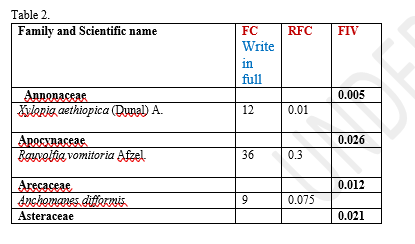 Table 2.
Family and Scientific name FC RFC FIV
Write
in
full
Annonaceae 0.005
Xylopia aethiopica (Dunal) A. 12 0.01
Apocynaceae 0.026
Rauvolfia vomitoria Afzel. 36 0.3
Arecaceae 0.012
Anchomanes difformis. 9 0.075
Asteraceae 0.021
UNDER